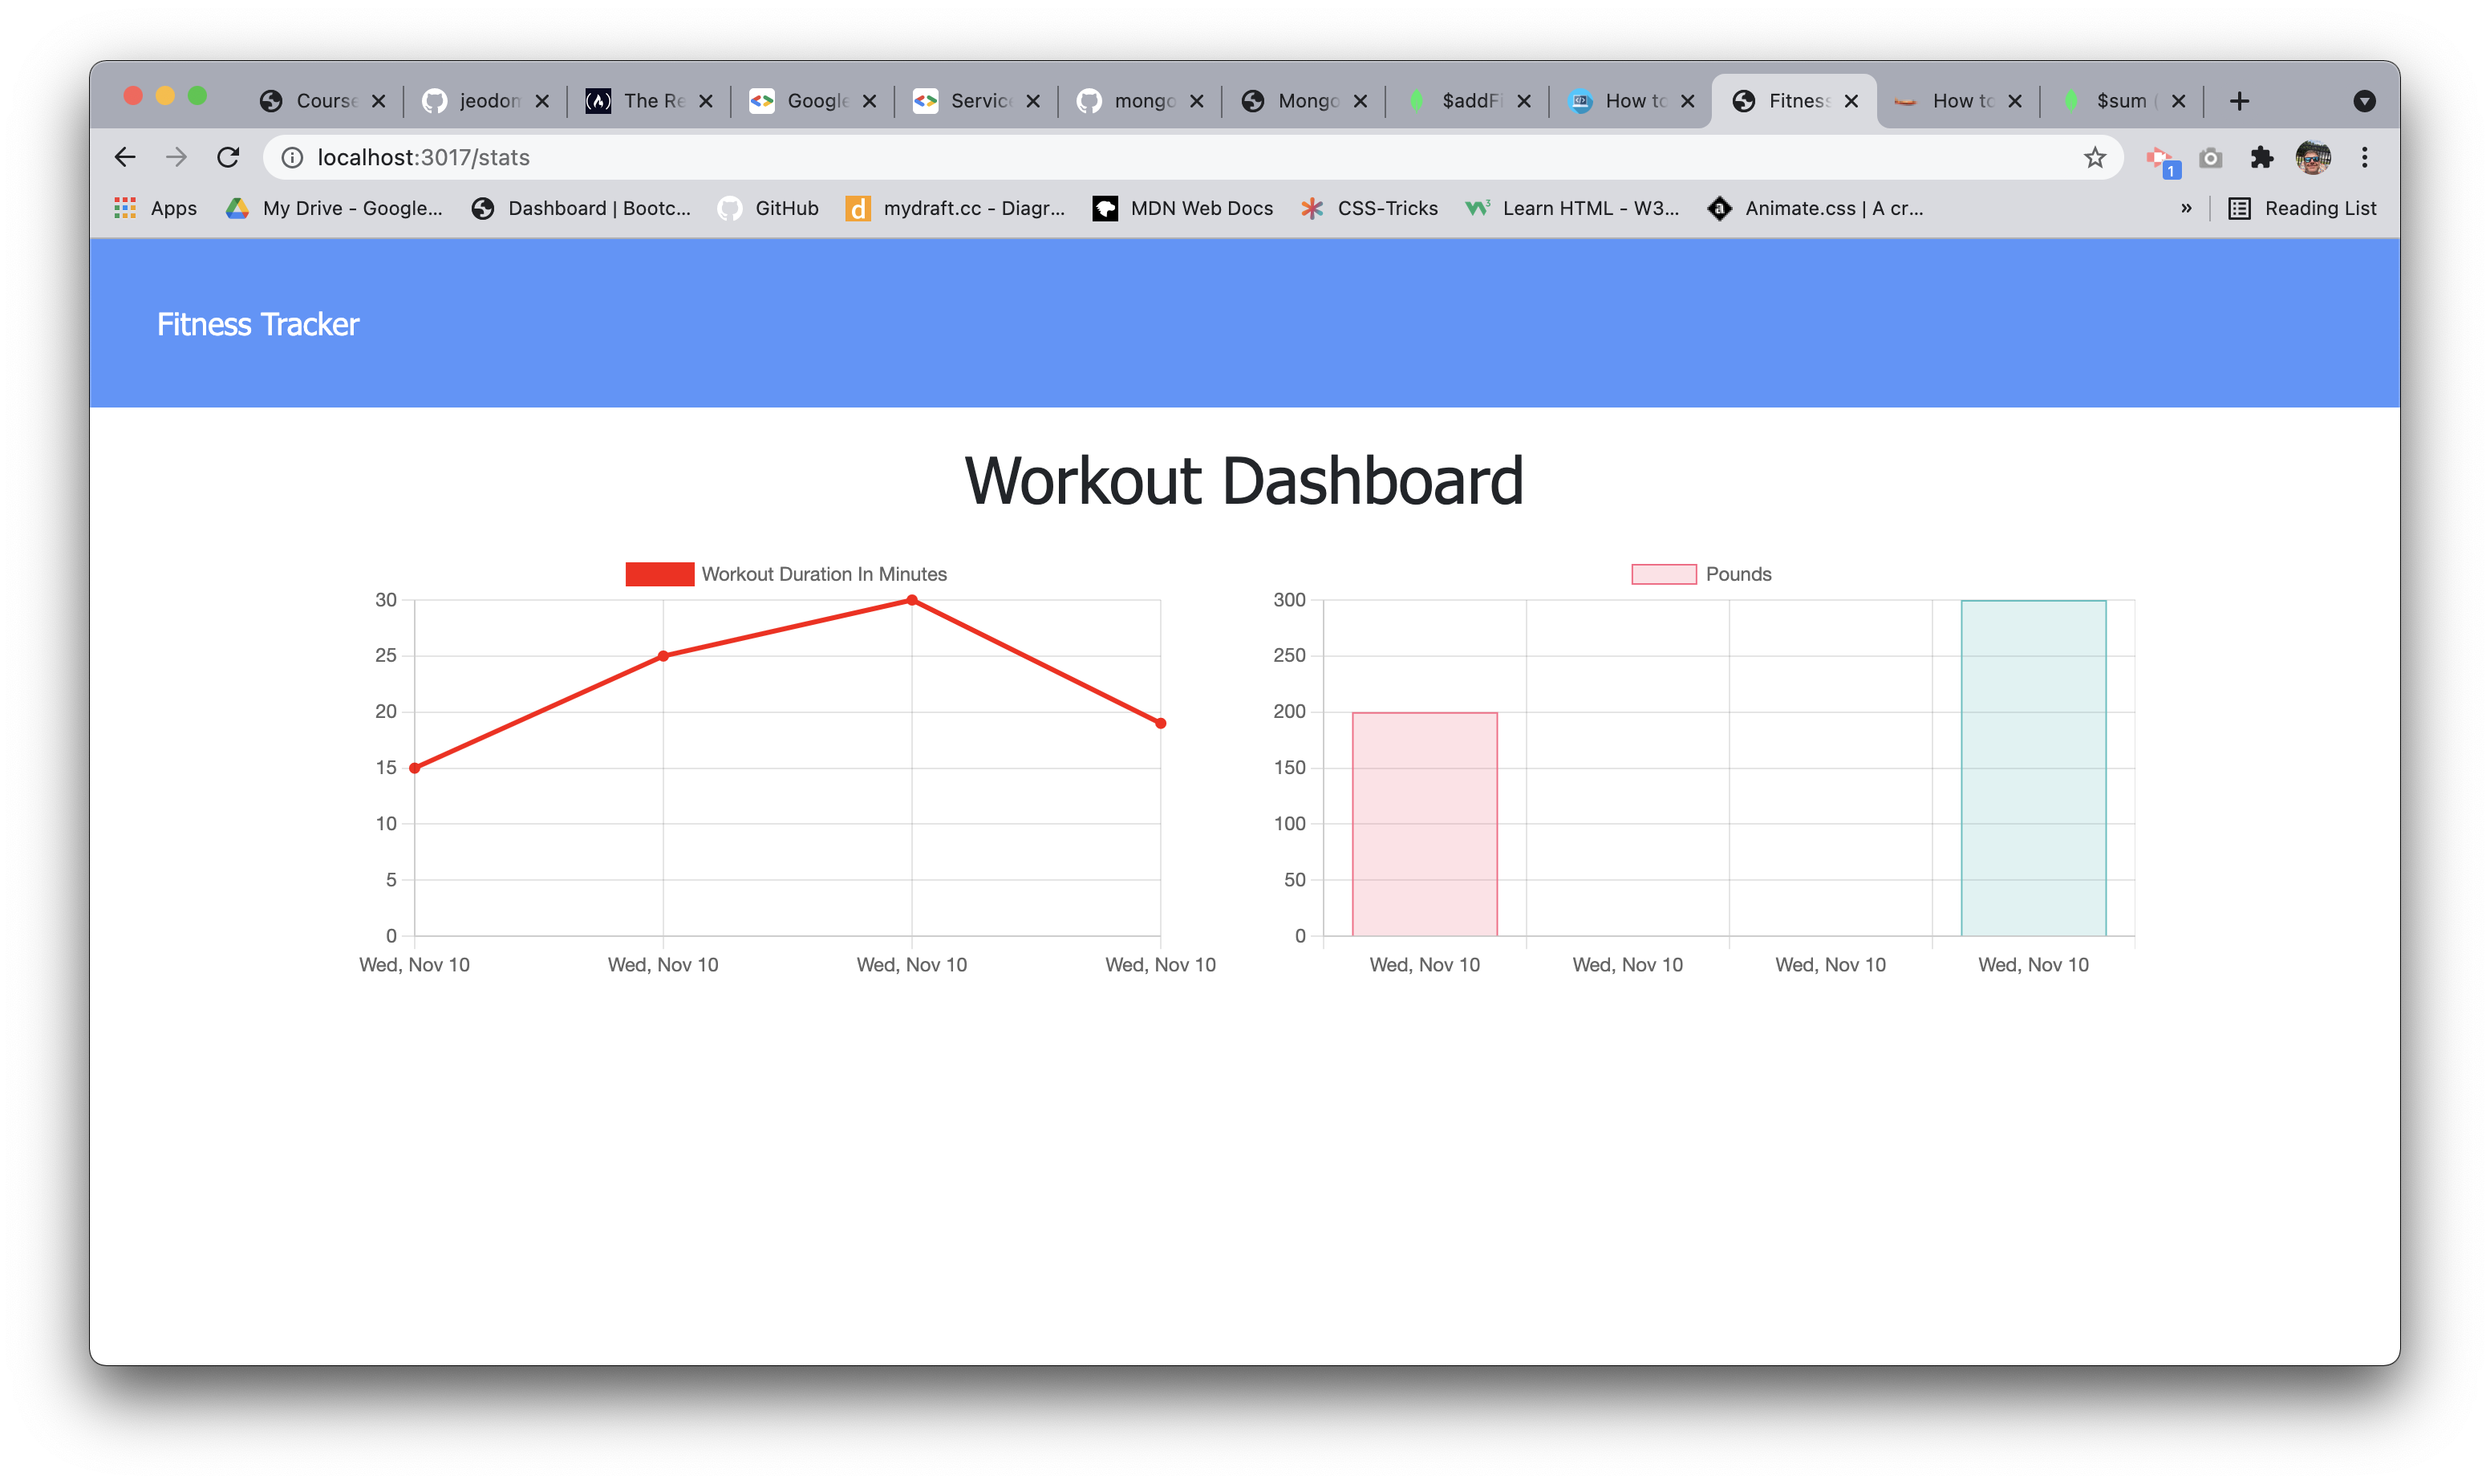 Course jeodom The Re Google Servic mongo Mongo $addFi How to Fitness How to $sum (
localhost:3017/stats
1
Apps My Drive - Google... Dashboard | Bootc... GitHub mydraft.cc - Diagr... MDN Web Docs CSS-Tricks Learn HTML - W3... Animate.css | A cr... » Reading List
Fitness Tracker
Workout Dashboard
Workout Duration In Minutes
30
25
20
15
10
5
0
Wed, Nov 10 Wed, Nov 10 Wed, Nov 10 Wed, Nov 10
Pounds
300
250
200
150
100
50
0
Wed, Nov 10 Wed, Nov 10 Wed, Nov 10 Wed, Nov 10